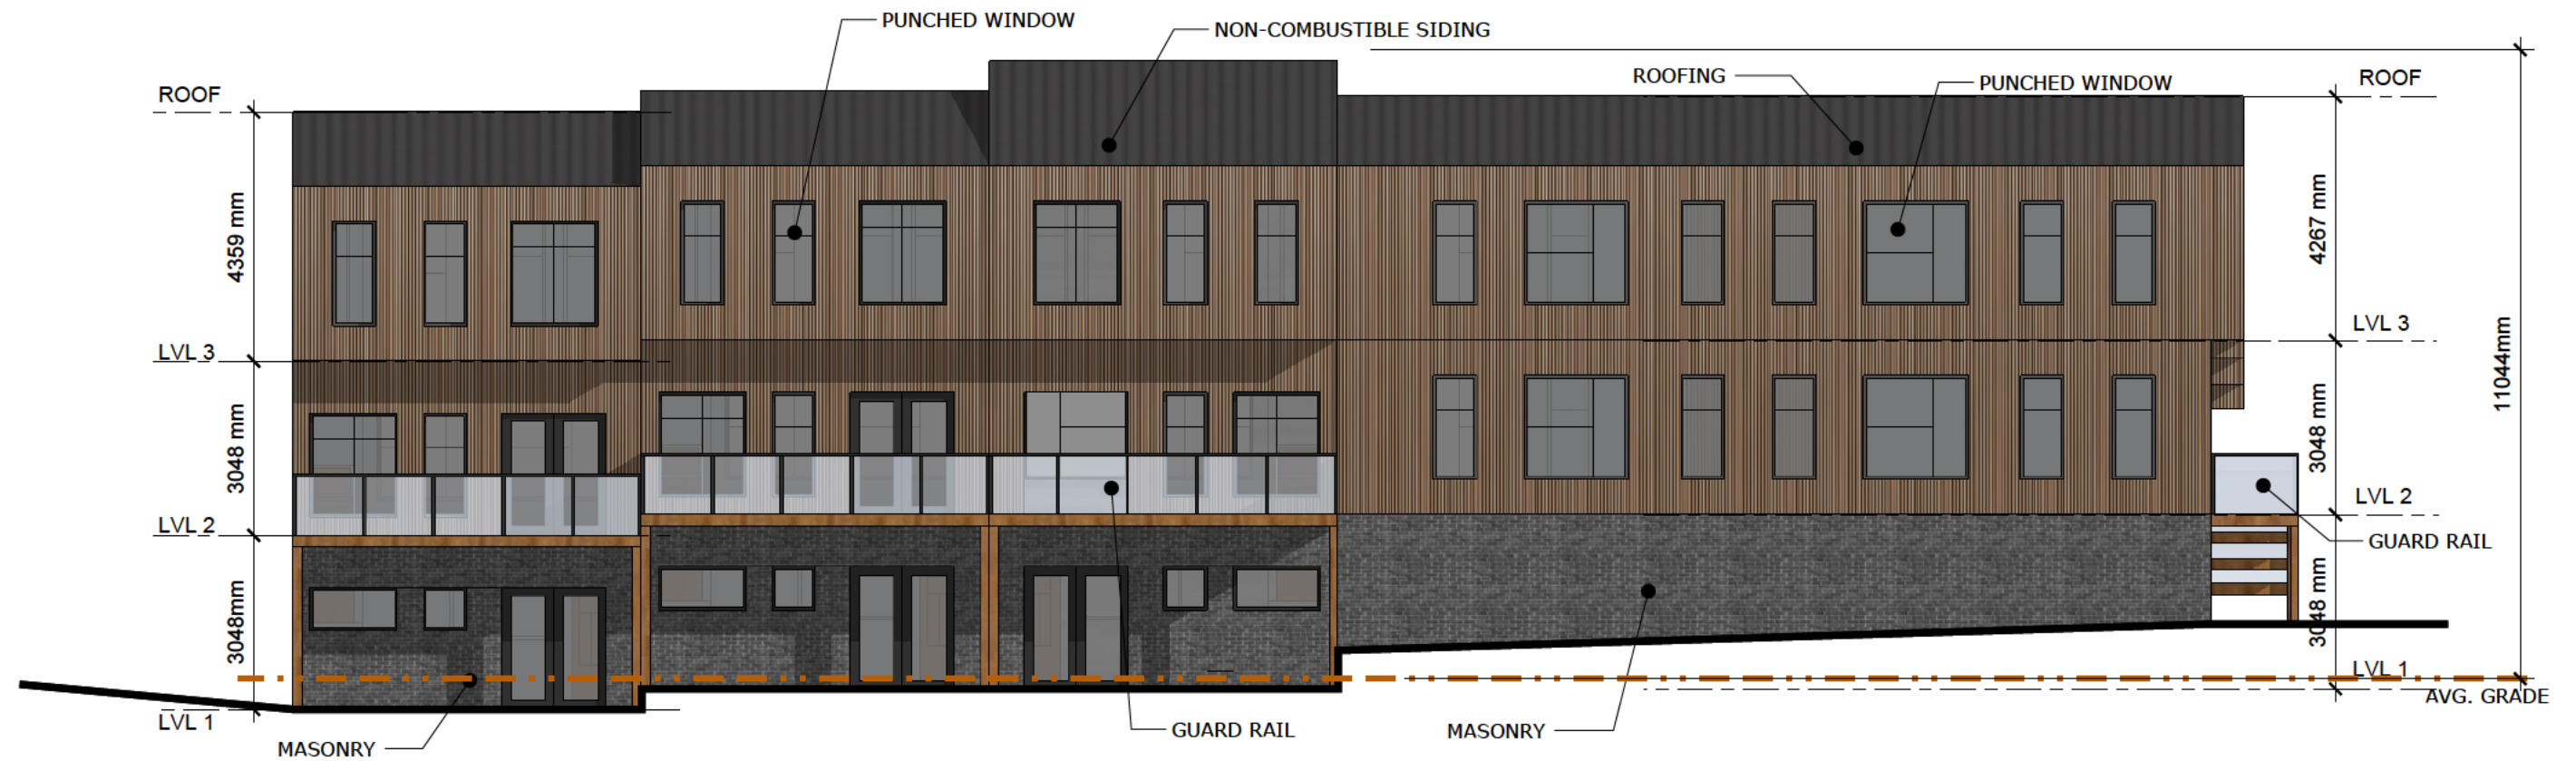 PUNCHED WINDOW
NON-COMBUSTIBLE SIDING
ROOFING
PUNCHED WINDOW
ROOF
ROOF
4359 mm
4267 mm
11044mm
LVL 3
LVL 3
3048 mm
3048 mm
LVL 2
LVL 2
GUARD RAIL
3048mm
3048 mm
LVL 1
AVG. GRADE
LVL 1
MASONRY
GUARD RAIL
MASONRY